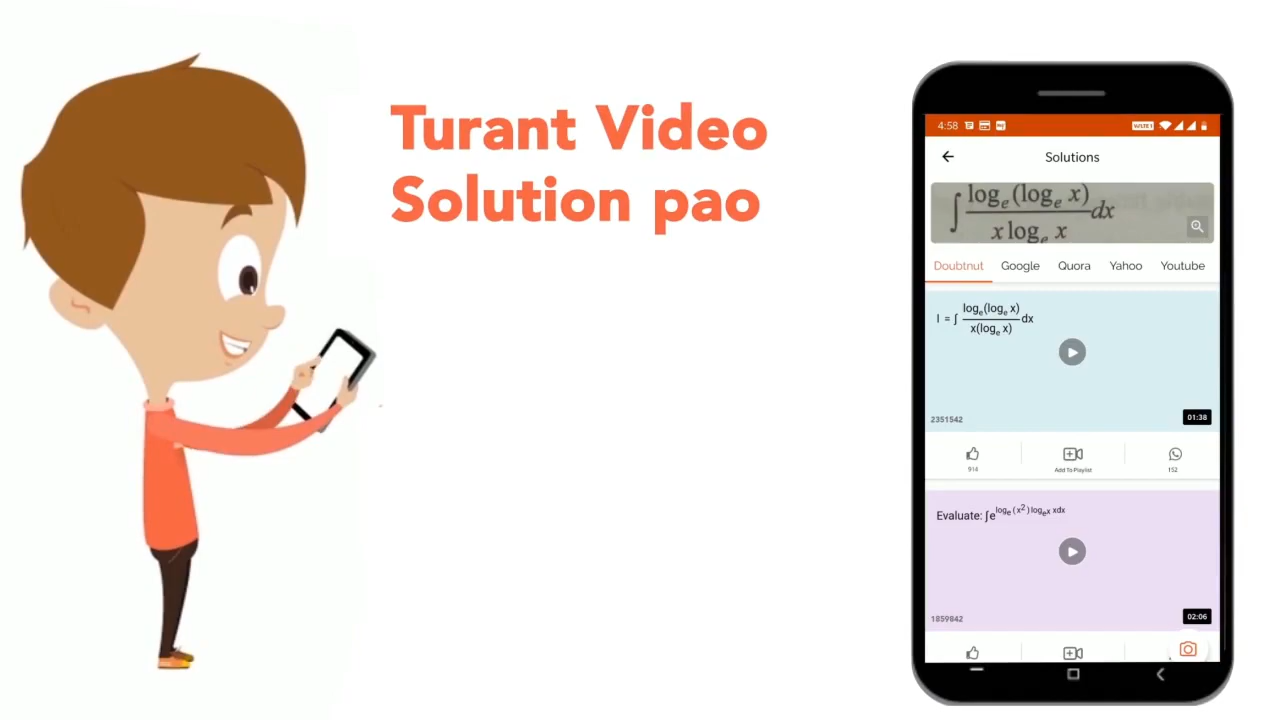 Turant Video
Solution pao
4:58
VoLTE1
Solutions
∫ logₑ(logₑ x) / x logₑ x dx
Doubtnut Google Quora Yahoo Youtube
I = ∫ logₑ(logₑ x) / x(logₑ x) dx
2351542 01:38
914 Add To Playlist 152
Evaluate: ∫e^logₑ(x²)logₑx xdx
1859842 02:06